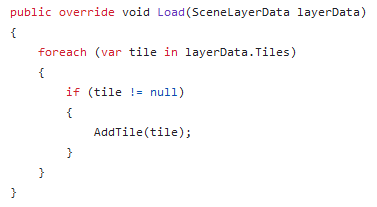 public override void Load(SceneLayerData layerData)
{
    foreach (var tile in layerData.Tiles)
    {
        if (tile != null)
        {
            AddTile(tile);
        }
    }
}